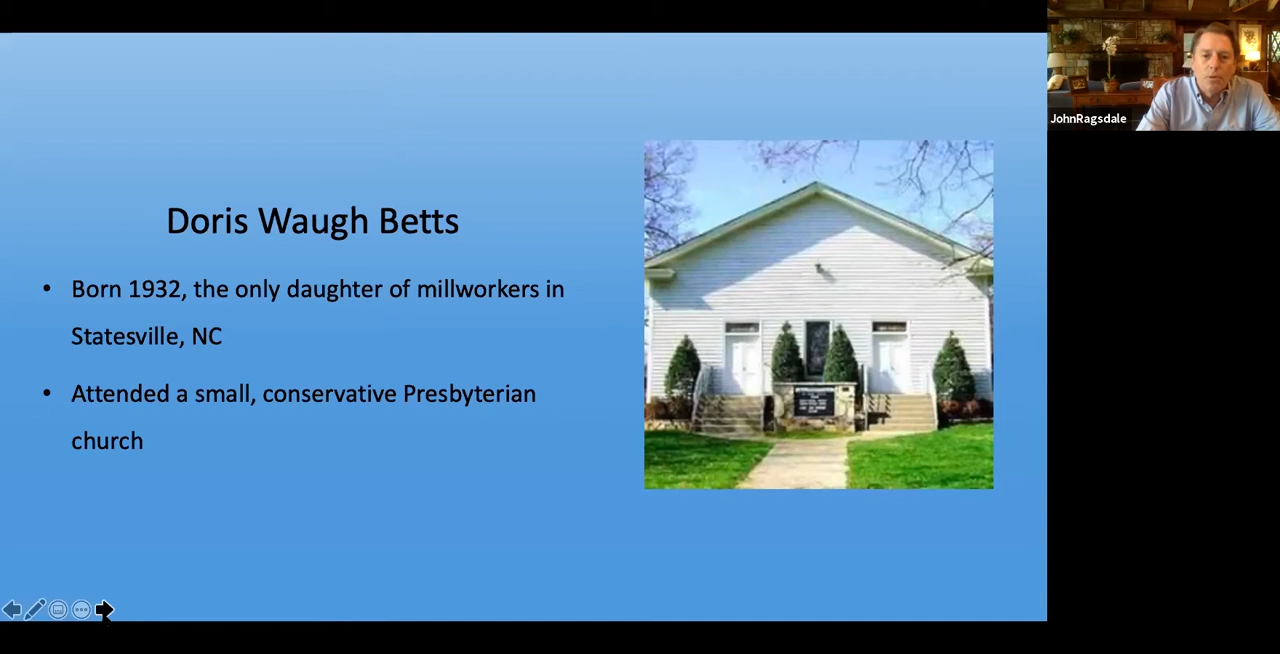 Doris Waugh Betts
• Born 1932, the only daughter of millworkers in
Statesville, NC
• Attended a small, conservative Presbyterian
church
JohnRagsdale